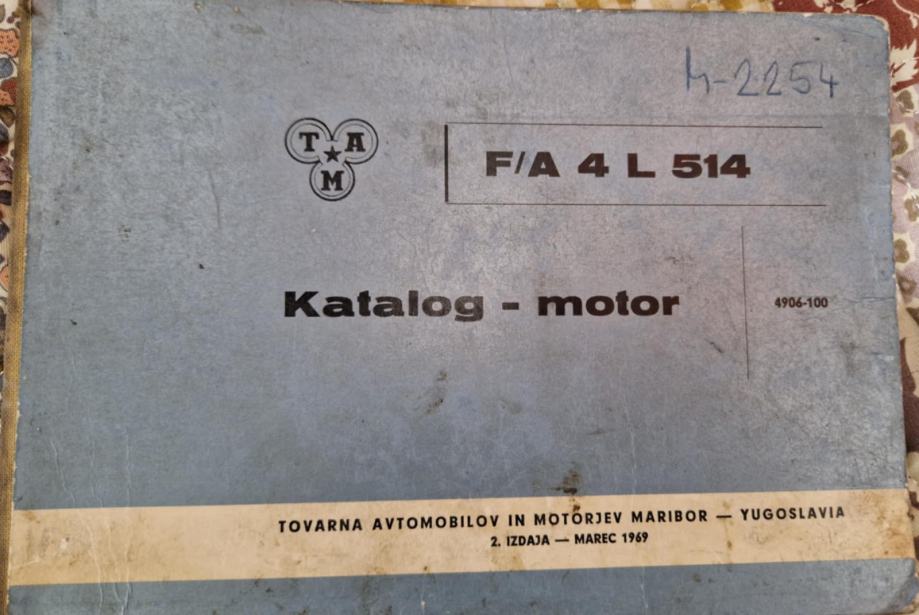 h-2254
T A
M
F/A 4 L 514
Katalog - motor
4906-100
TOVARNA AVTOMOBILOV IN MOTORJEV MARIBOR — YUGOSLAVIA
2. IZDAJA — MAREC 1969